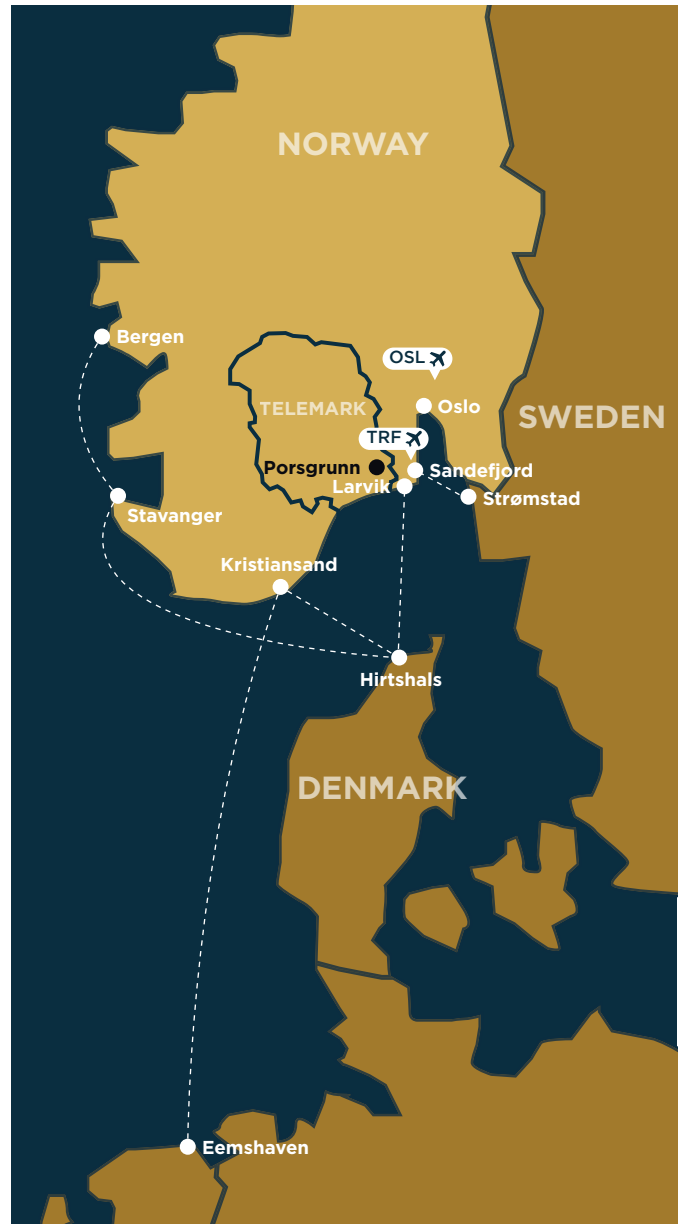 NORWAY
Bergen
OSL
TELEMARK
Oslo
SWEDEN
TRF
Porsgrunn
Sandefjord
Larvik
Strømstad
Stavanger
Kristiansand
Hirtshals
DENMARK
Eemshaven